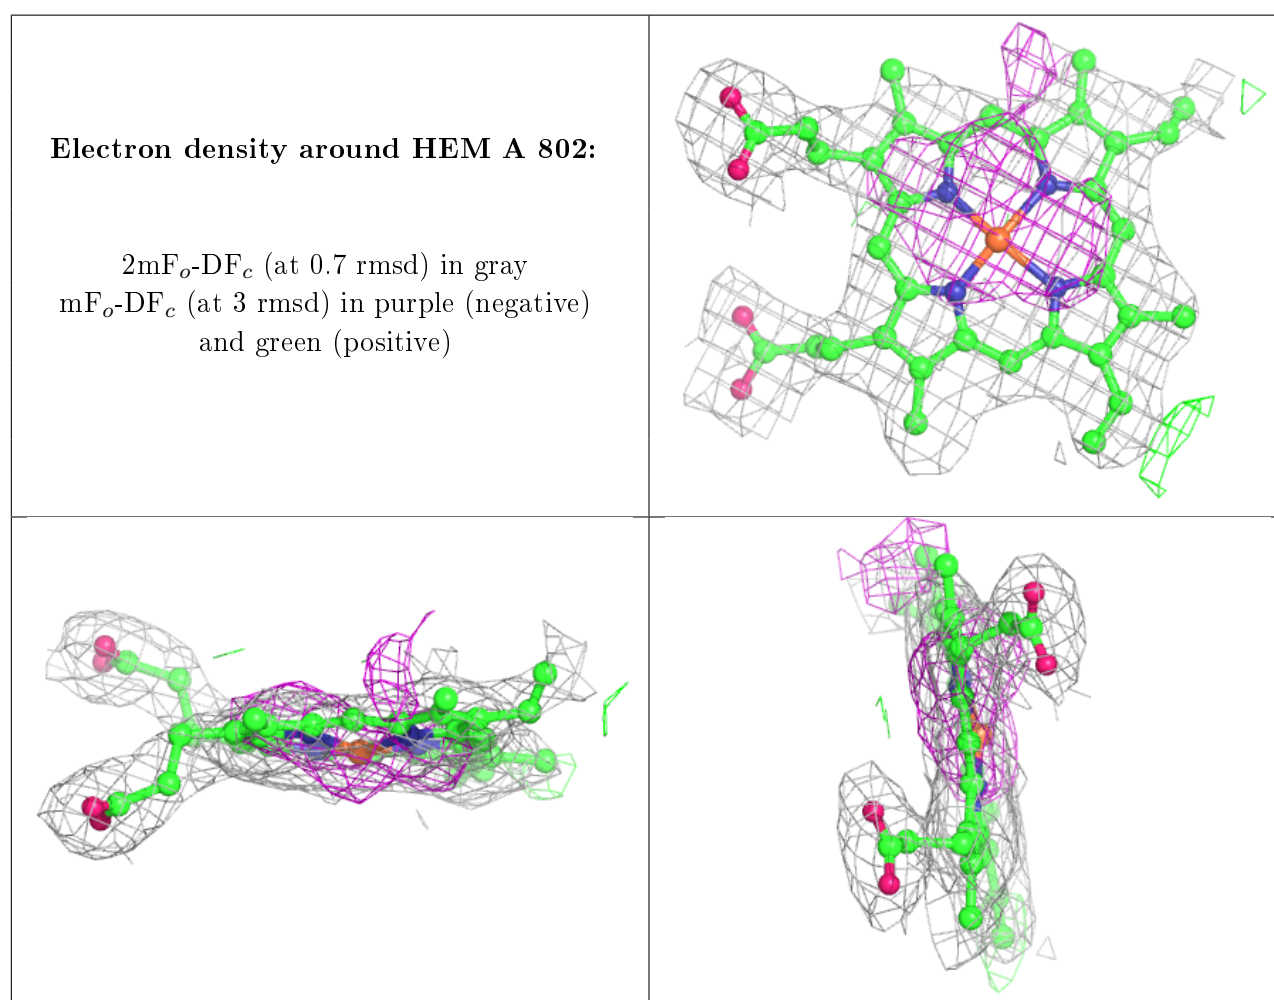 Electron density around HEM A 802:
2mFo-DFc (at 0.7 rmsd) in gray
mFo-DFc (at 3 rmsd) in purple (negative)
and green (positive)